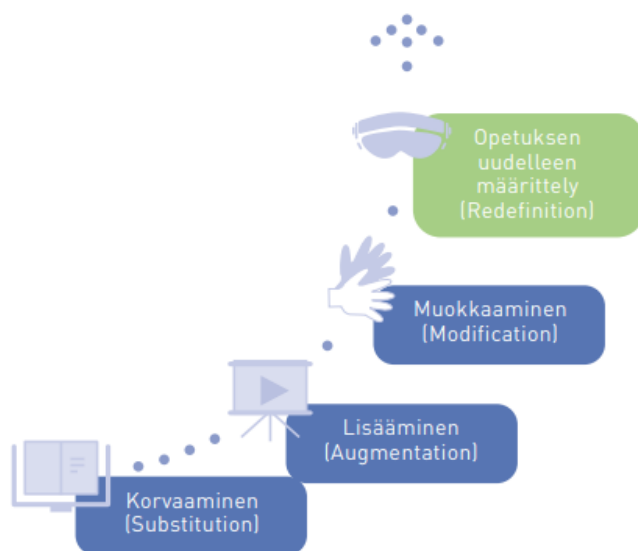 Opetuksen
uudelleen
määrittely
(Redefinition)
Muokkaaminen
(Modification)
Lisääminen
(Augmentation)
Korvaaminen
(Substitution)